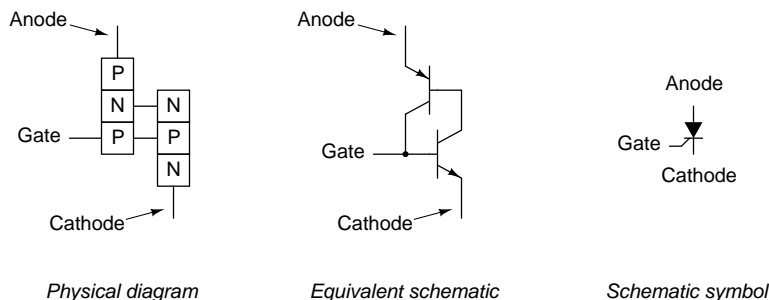 Anode
P
N N
Gate P P
N
Cathode
Physical diagram
Anode
Gate
Cathode
Equivalent schematic
Anode
Gate
Cathode
Schematic symbol